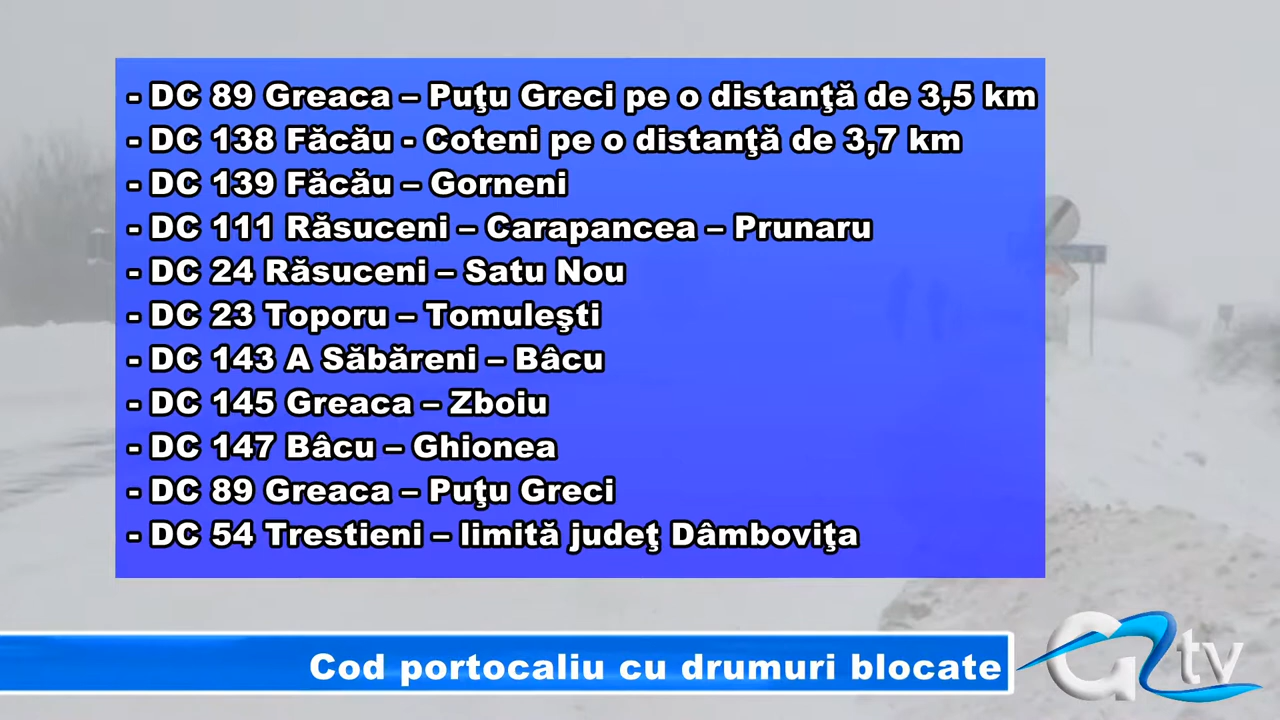 - DC 89 Greaca – Puţu Greci pe o distanţă de 3,5 km
- DC 138 Făcău - Coteni pe o distanţă de 3,7 km
- DC 139 Făcău – Gorneni
- DC 111 Răsuceni – Carapancea – Prunaru
- DC 24 Răsuceni – Satu Nou
- DC 23 Toporu – Tomuleşti
- DC 143 A Săbăreni – Bâcu
- DC 145 Greaca – Zboiu
- DC 147 Bâcu – Ghionea
- DC 89 Greaca – Puţu Greci
- DC 54 Trestieni – limită judeţ Dâmboviţa
Cod portocaliu cu drumuri blocate
G2 tv